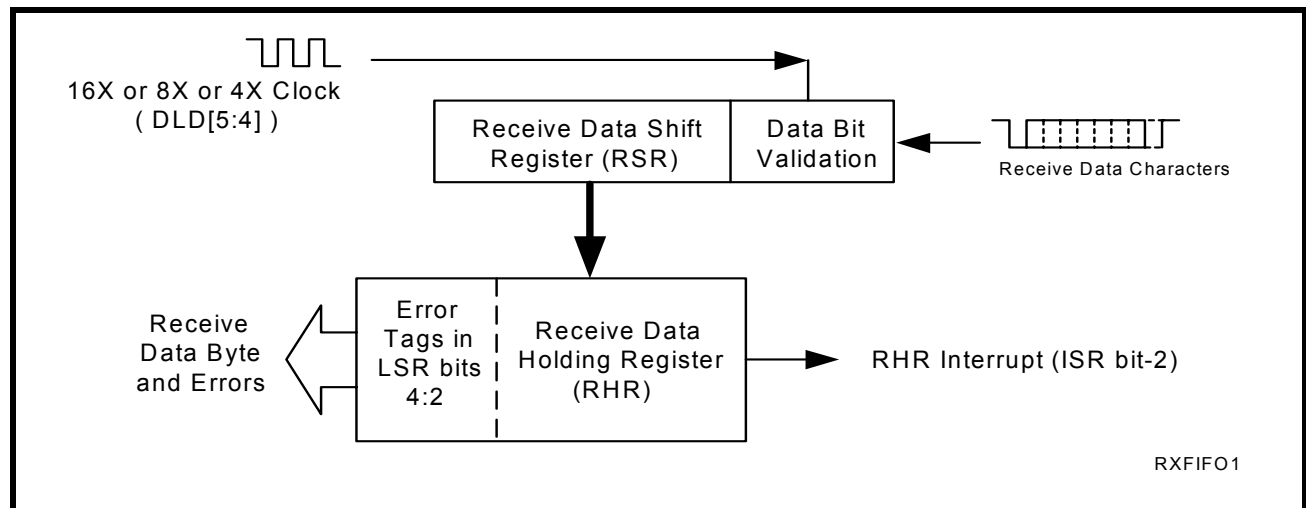 16X or 8X or 4X Clock
( DLD[5:4] )
Receive Data Shift
Register (RSR)
Data Bit
Validation
Receive Data Characters
Receive
Data Byte
and Errors
Error
Tags in
LSR bits
4:2
Receive Data
Holding Register
(RHR)
RHR Interrupt (ISR bit-2)
RXFIFO1